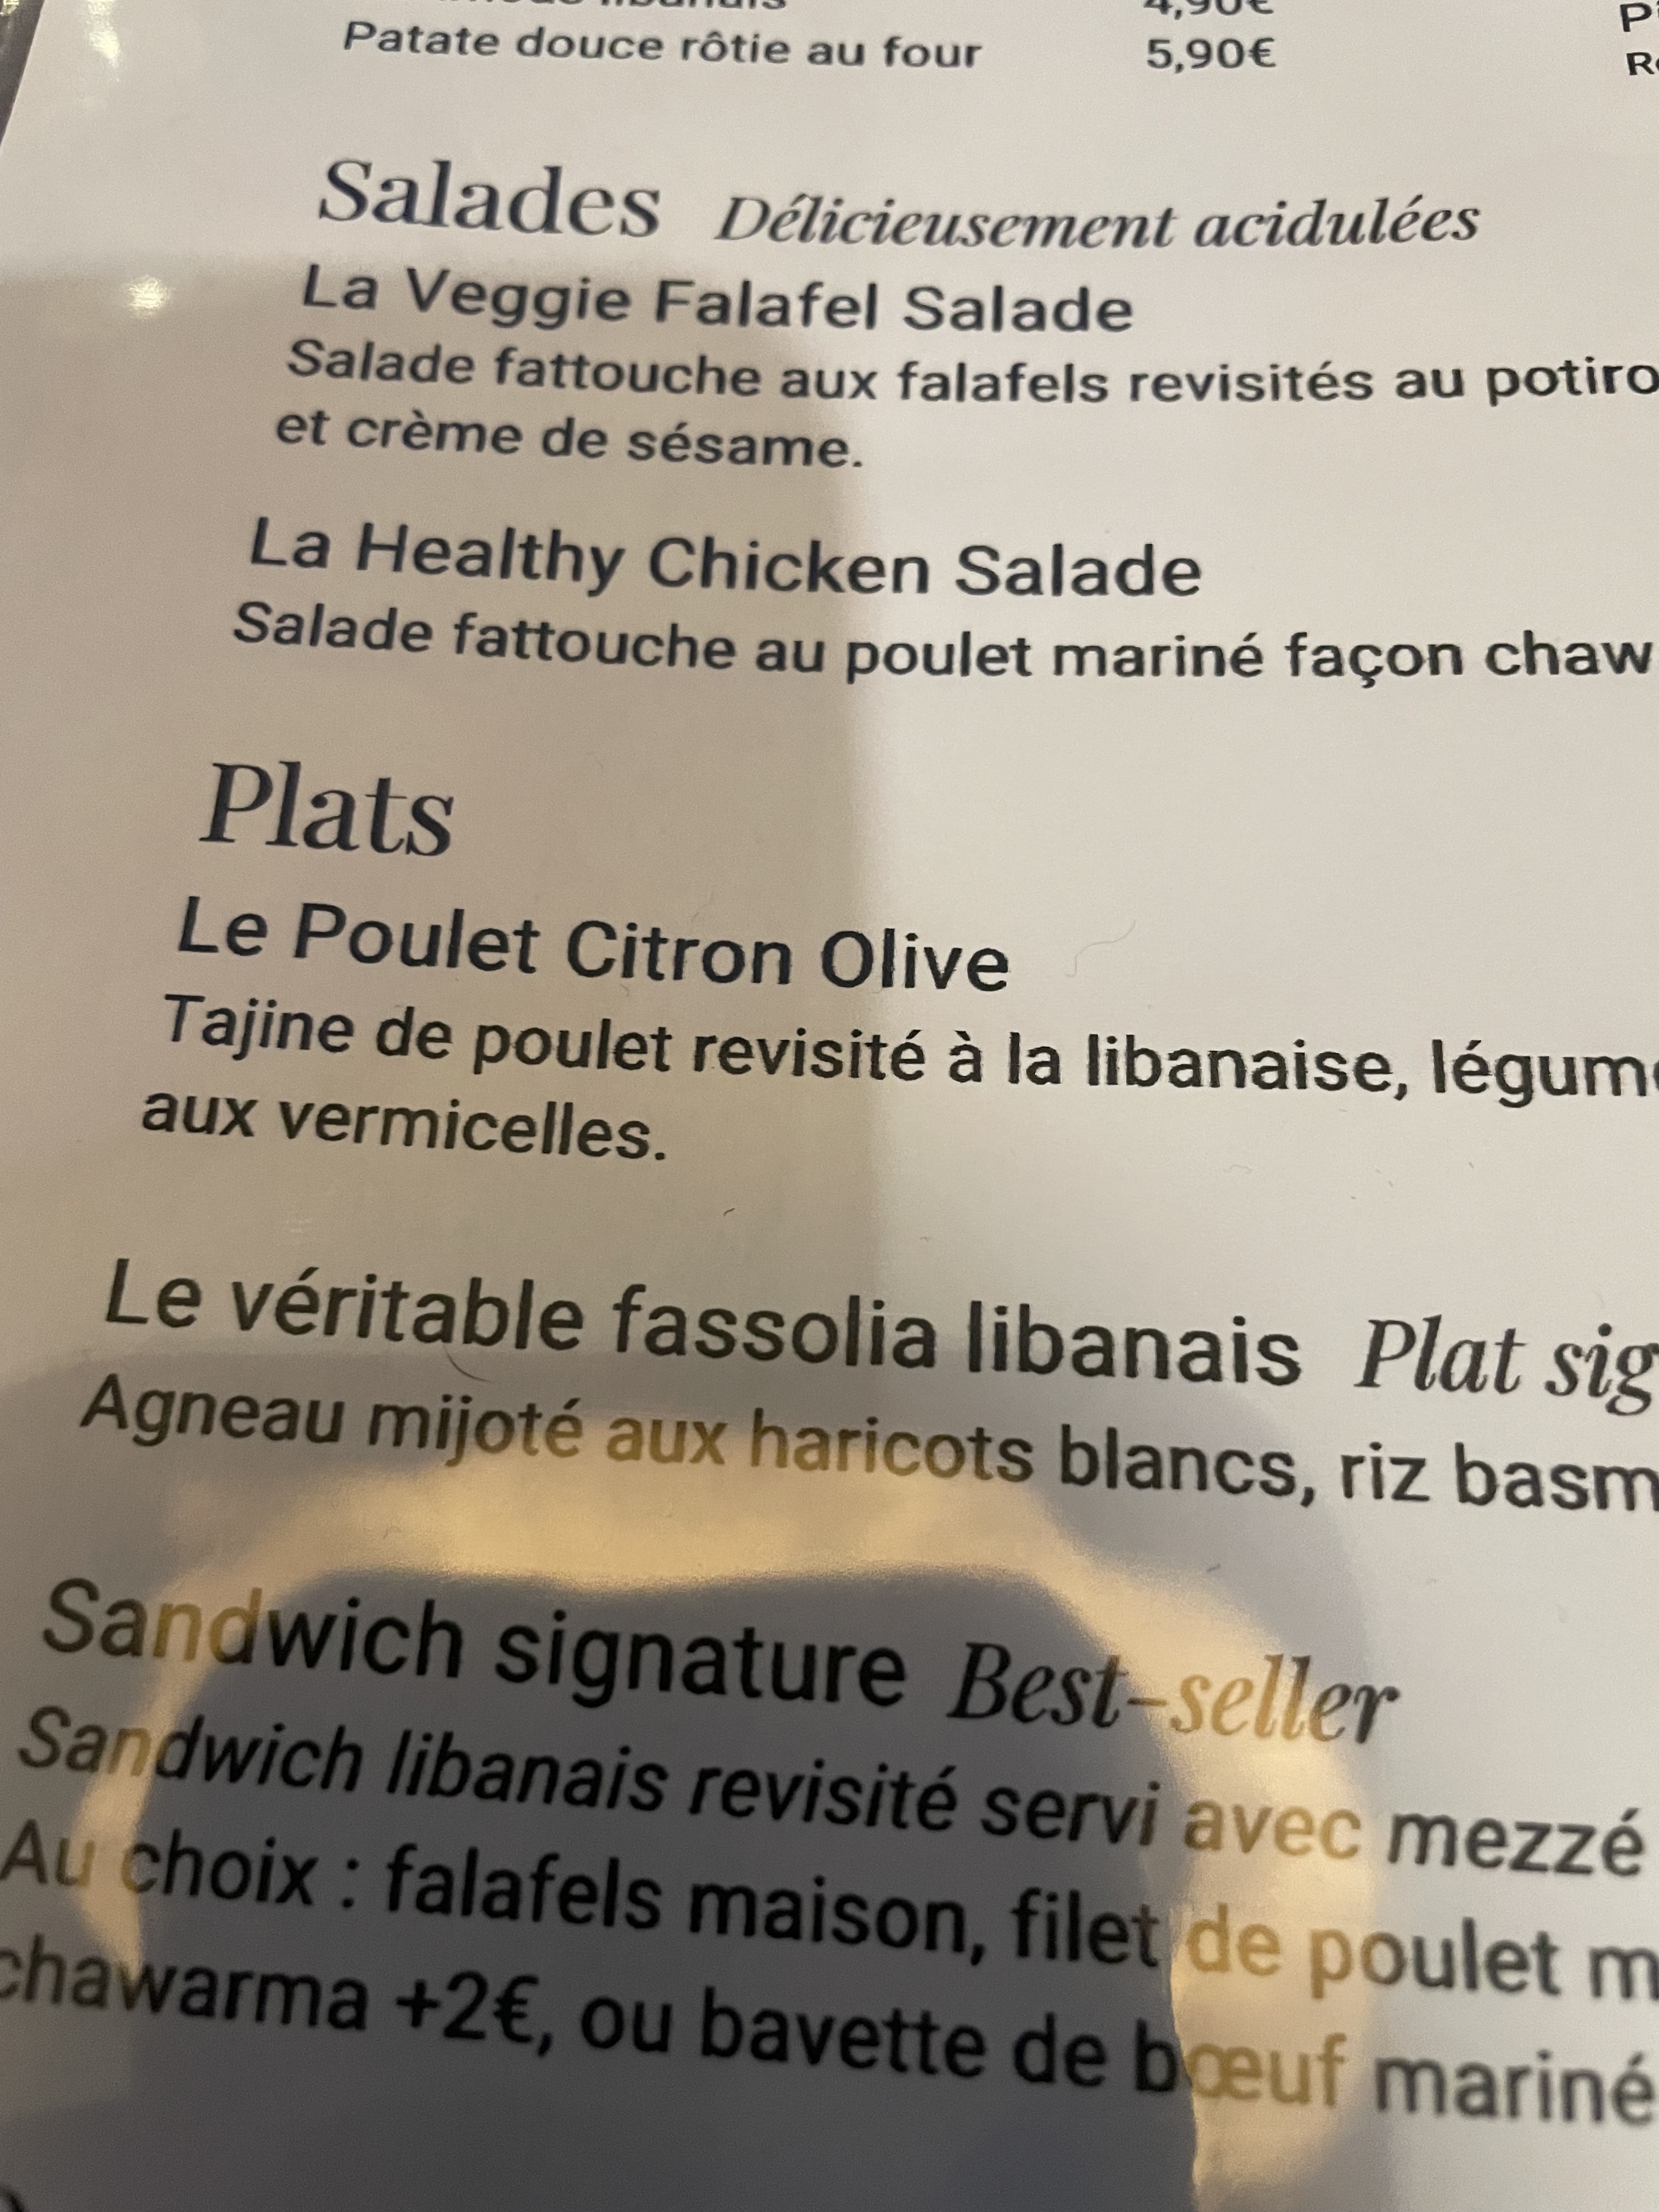 4,90€
Patate douce rôtie au four 5,90€
Salades Délicieusement acidulées
La Veggie Falafel Salade
Salade fattouche aux falafels revisités au potiro
et crème de sésame.
La Healthy Chicken Salade
Salade fattouche au poulet mariné façon chaw
Plats
Le Poulet Citron Olive
Tajine de poulet revisité à la libanaise, légume
aux vermicelles.
Le véritable fassolia libanais Plat sig
Agneau mijoté aux haricots blancs, riz basm
Sandwich signature Best-seller
Sandwich libanais revisité servi avec mezzé
Au choix : falafels maison, filet de poulet m
chawarma +2€, ou bavette de bœuf mariné